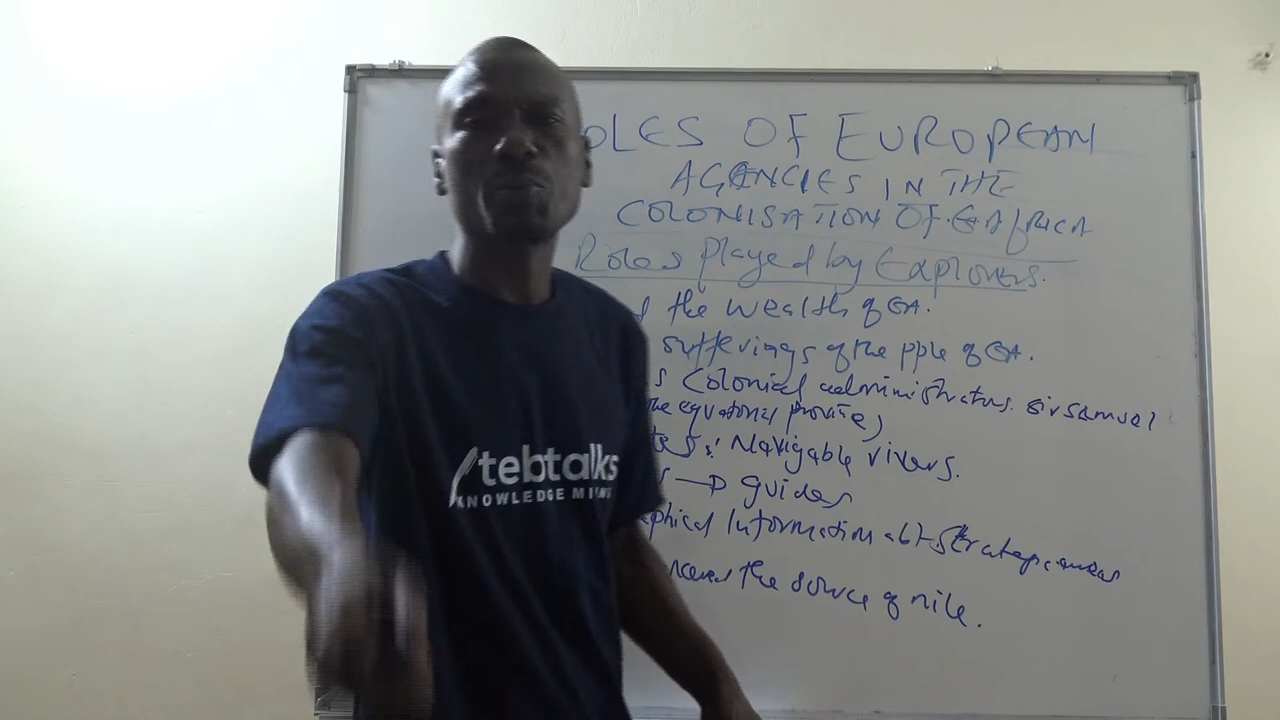 OLES OF EUROPEAN
AGENCIES IN THE
COLONISATION OF E.AfRICA
Roles played by Explorers.
the wealth of EA.
sufferings of the pple of EA.
s Colonial administrators. Sir Samuel
the equatorial province)
Navigable rivers.
s → guides
aphical Information abt strategic areas
the source of nile.
tebtalks
KNOWLEDGE M